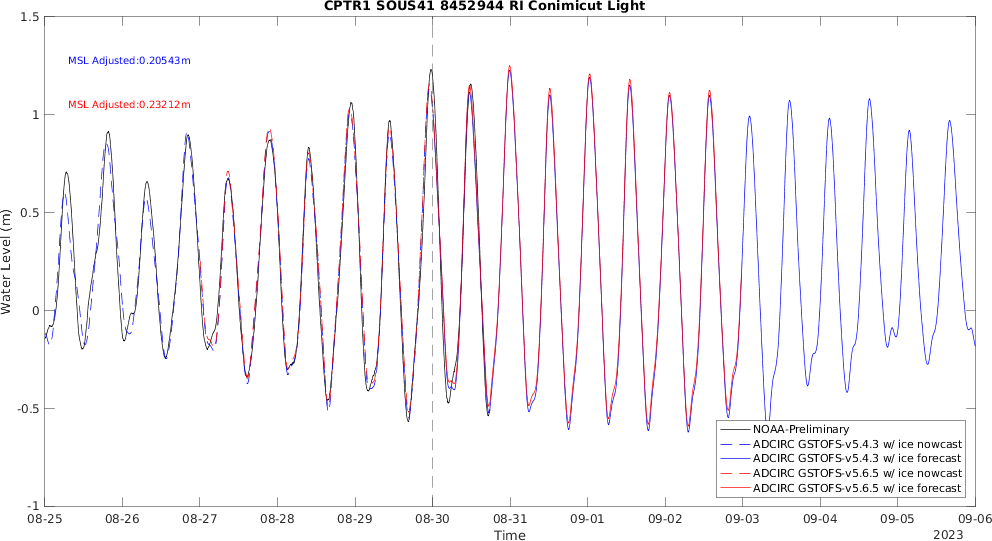 CPTR1 SOUS41 8452944 RI Conimicut Light
1.5
1
0.5
0
-0.5
-1
Water Level (m)
MSL Adjusted:0.20543m
MSL Adjusted:0.23212m
NOAA-Preliminary
ADCIRC GSTOFS-v5.4.3 w/ ice nowcast
ADCIRC GSTOFS-v5.4.3 w/ ice forecast
ADCIRC GSTOFS-v5.6.5 w/ ice nowcast
ADCIRC GSTOFS-v5.6.5 w/ ice forecast
08-25 08-26 08-27 08-28 08-29 08-30 08-31 09-01 09-02 09-03 09-04 09-05 09-06
Time
2023